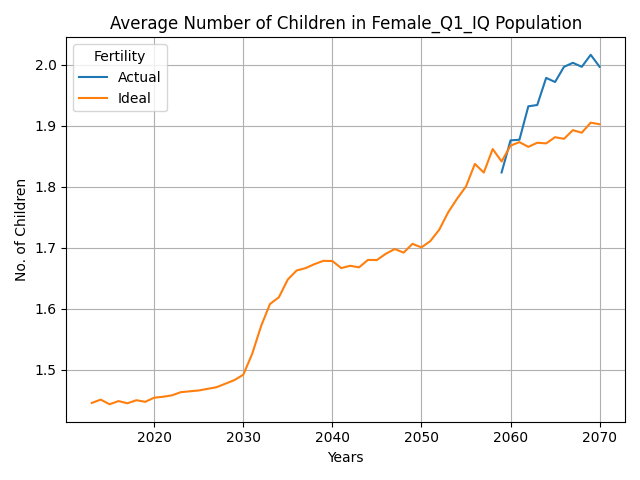 Average Number of Children in Female_Q1_IQ Population
Fertility
Actual
Ideal
No. of Children
2.0
1.9
1.8
1.7
1.6
1.5
2020 2030 2040 2050 2060 2070
Years